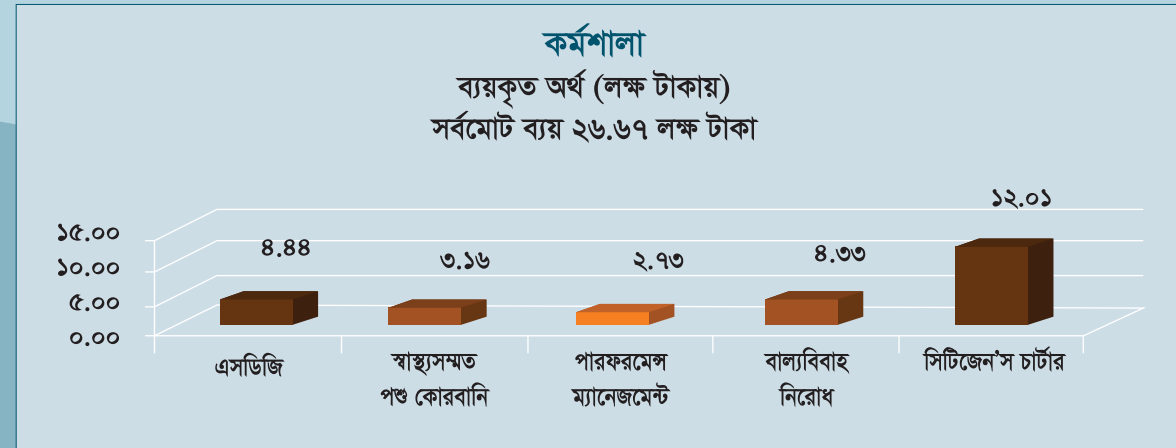 কর্মশালা
ব্যয়কৃত অর্থ (লক্ষ টাকায়)
সর্বমোট ব্যয় ২৬.৬৭ লক্ষ টাকা
১৫.০০
১০.০০
৫.০০
০.০০
৪.৪৪
৩.১৬
২.৭৩
৪.৩৩
১২.০১
এসডিজি
স্বাস্থ্যসম্মত
পশু কোরবানি
পারফরমেন্স
ম্যানেজমেন্ট
বাল্যবিবাহ
নিরোধ
সিটিজেন'স চার্টার